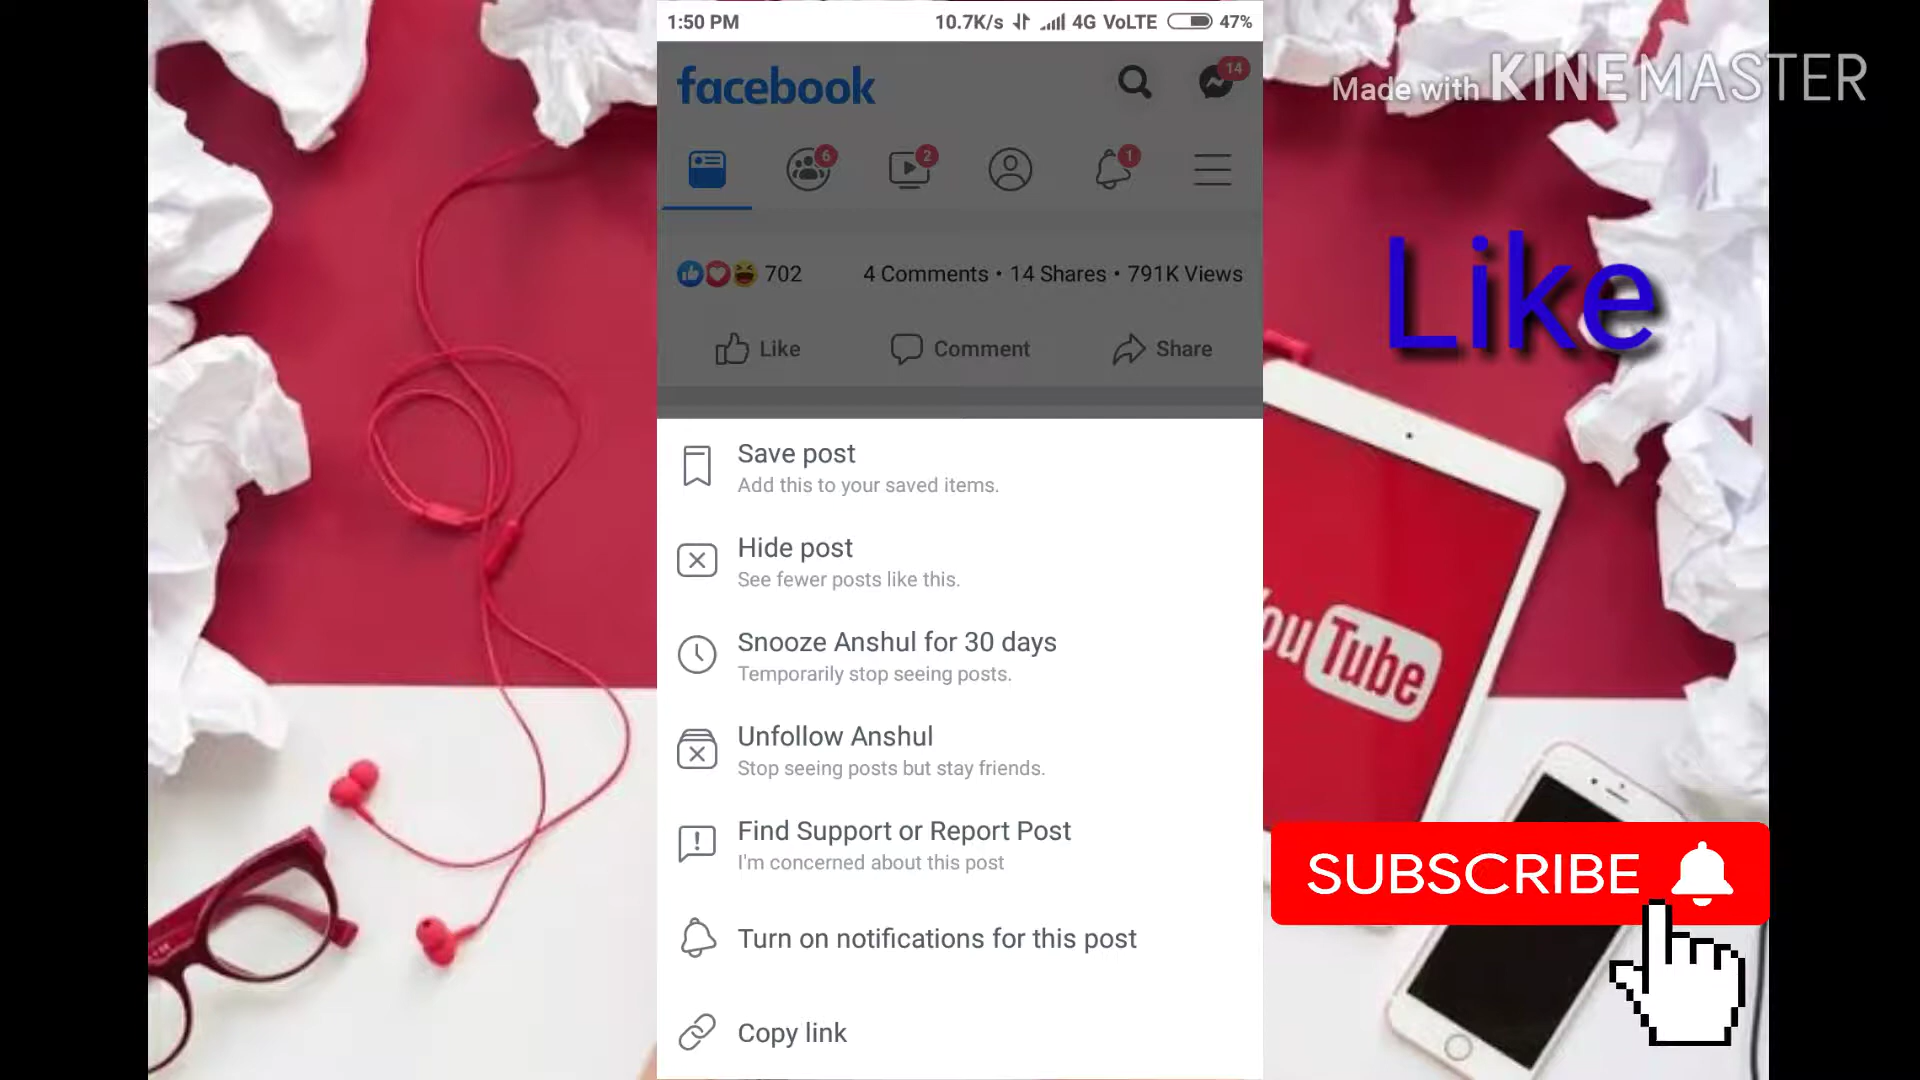 1:50 PM 10.7K/s 4G VoLTE 47%
Made with KINEMASTER
facebook 14
6 2 1
702 4 Comments • 14 Shares • 791K Views
Like
Like Comment Share
Save post
Add this to your saved items.
Hide post
See fewer posts like this.
Snooze Anshul for 30 days
Temporarily stop seeing posts.
ouTube
Unfollow Anshul
Stop seeing posts but stay friends.
Find Support or Report Post
I'm concerned about this post
SUBSCRIBE
Turn on notifications for this post
Copy link